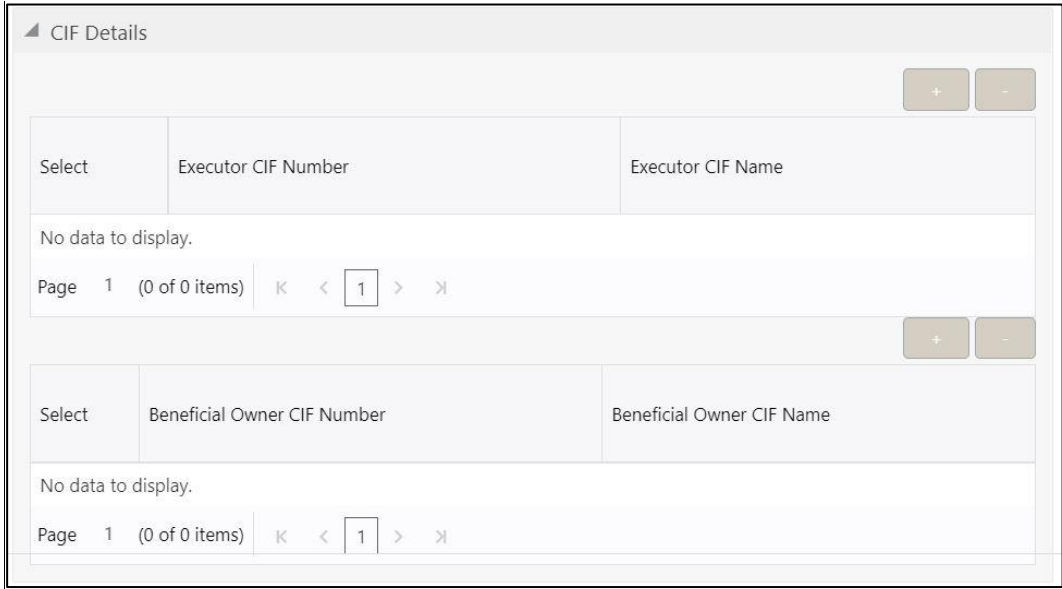 CIF Details
+ -
Select Executor CIF Number Executor CIF Name
No data to display.
Page 1 (0 of 0 items) K < 1 > >|
+ -
Select Beneficial Owner CIF Number Beneficial Owner CIF Name
No data to display.
Page 1 (0 of 0 items) K < 1 > >|